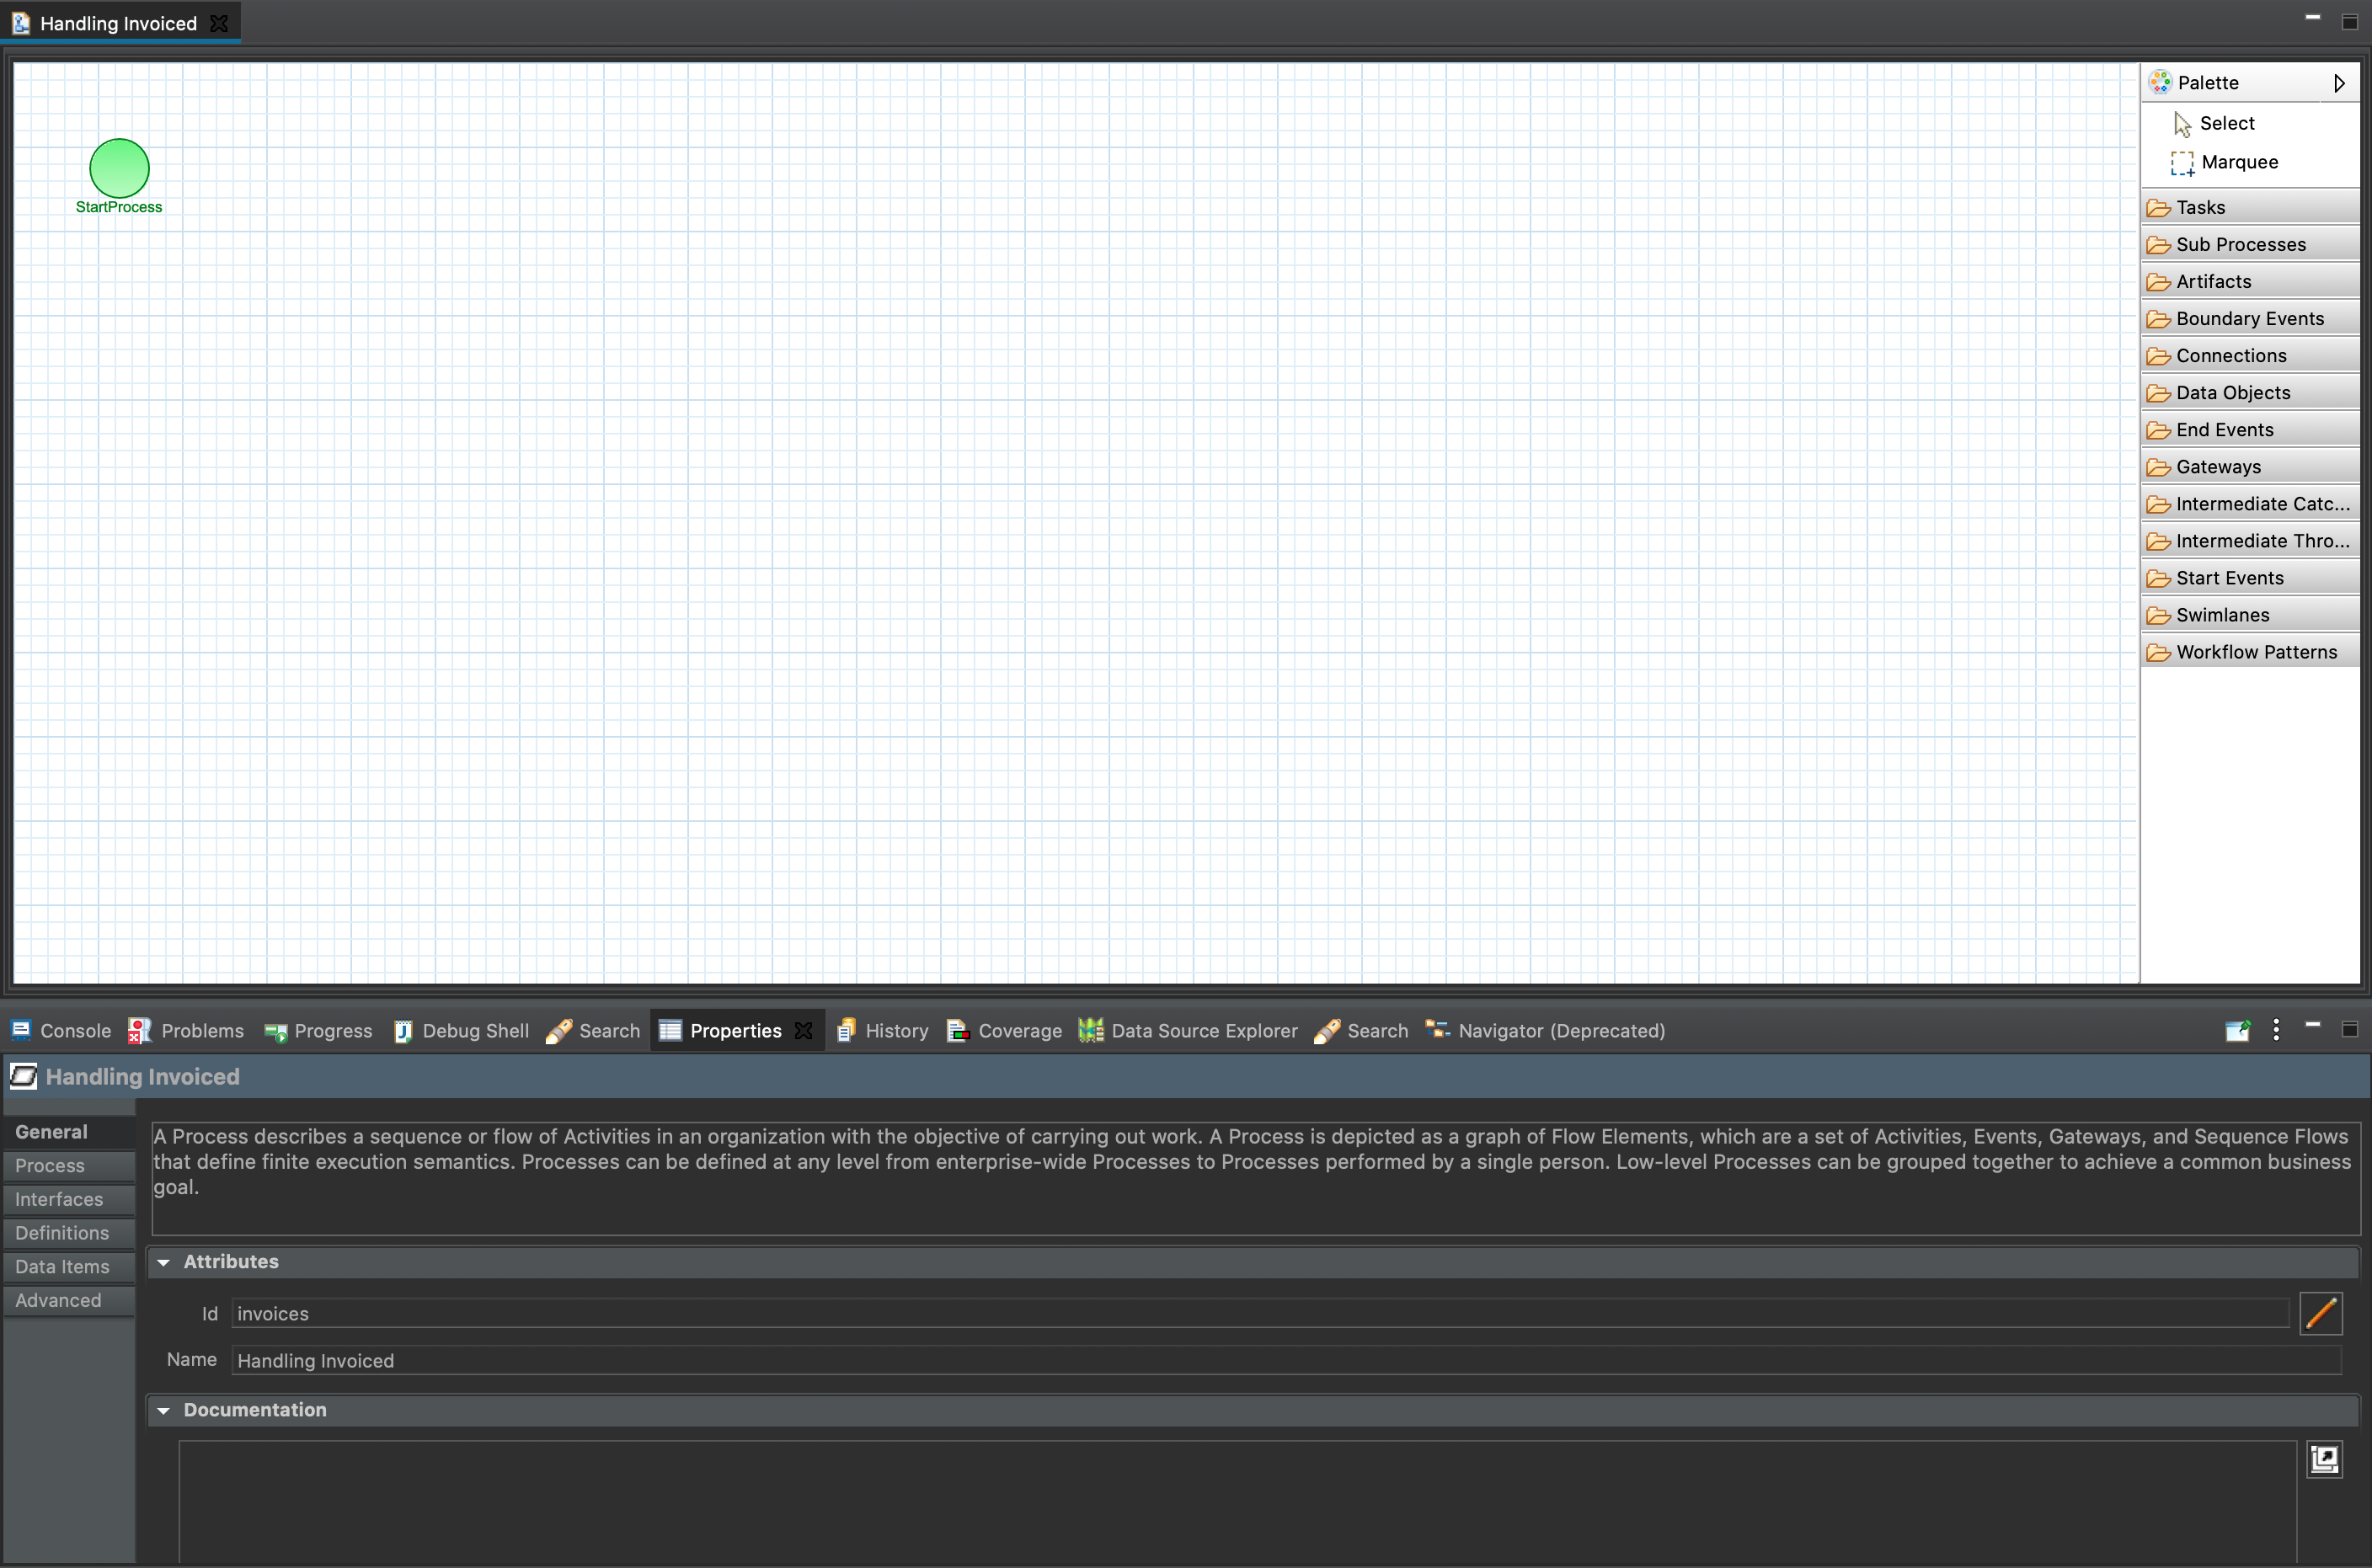 Handling Invoiced
StartProcess
Palette
Select
Marquee
Tasks
Sub Processes
Artifacts
Boundary Events
Connections
Data Objects
End Events
Gateways
Intermediate Catc...
Intermediate Thro...
Start Events
Swimlanes
Workflow Patterns
Console Problems Progress Debug Shell Search Properties History Coverage Data Source Explorer Search Navigator (Deprecated)
Handling Invoiced
General
Process
Interfaces
Definitions
Data Items
Advanced
A Process describes a sequence or flow of Activities in an organization with the objective of carrying out work. A Process is depicted as a graph of Flow Elements, which are a set of Activities, Events, Gateways, and Sequence Flows
that define finite execution semantics. Processes can be defined at any level from enterprise-wide Processes to Processes performed by a single person. Low-level Processes can be grouped together to achieve a common business
goal.
Attributes
Id invoices
Name Handling Invoiced
Documentation